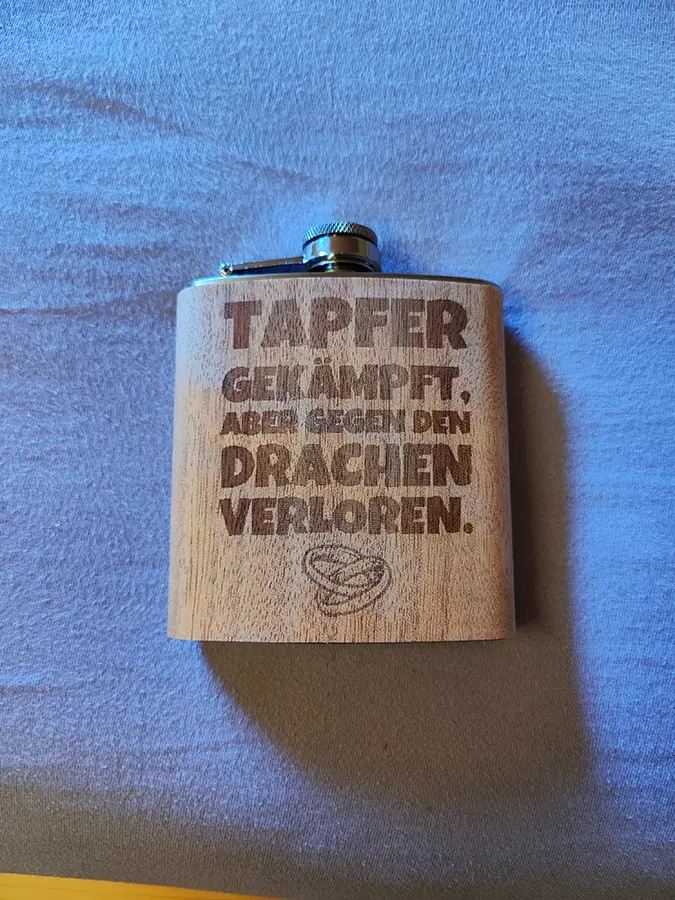 TAPFER
GEKÄMPFT,
ABER GEGEN DEN
DRACHEN
VERLOREN.